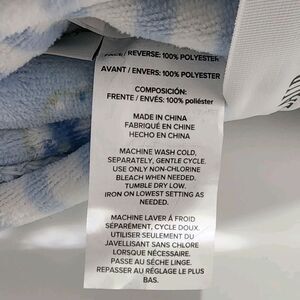 FACE / REVERSE: 100% POLYESTER
AVANT / ENVERS: 100% POLYESTER
COMPOSICIÓN:
FRENTE / ENVÉS: 100% poliéster
MADE IN CHINA
FABRIQUÉ EN CHINE
HECHO EN CHINA
MACHINE WASH COLD,
SEPARATELY, GENTLE CYCLE.
USE ONLY NON-CHLORINE
BLEACH WHEN NEEDED.
TUMBLE DRY LOW.
IRON ON LOWEST SETTING AS
NEEDED.
MACHINE LAVER À FROID
SÉPARÉMENT, CYCLE DOUX.
UTILISER SEULEMENT DU
JAVELLISANT SANS CHLORE
LORSQUE NÉCESSAIRE.
PASSE AU SÈCHE LINGE.
REPASSER AU RÉGLAGE LE PLUS
BAS.